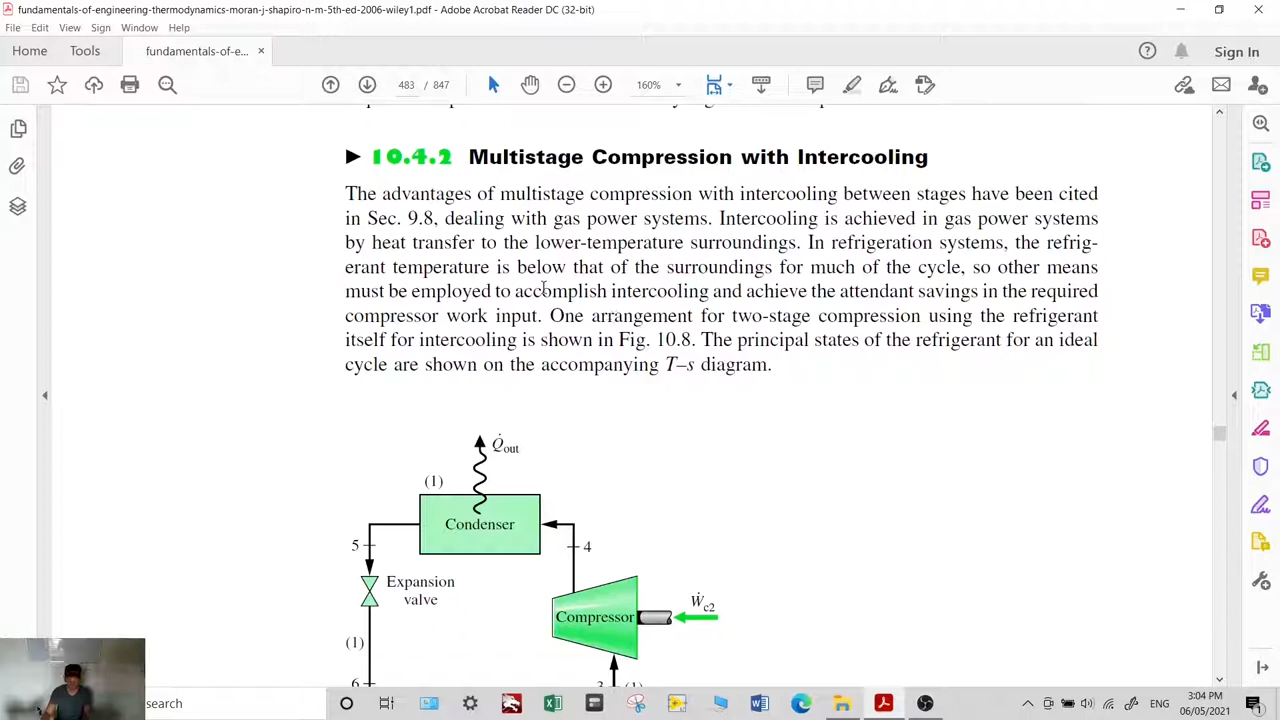 fundamentals-of-engineering-thermodynamics-moran-j-shapiro-n-m-5th-ed-2006-wiley1.pdf - Adobe Acrobat Reader DC (32-bit)
File Edit View Sign Window Help
Home Tools fundamentals-of-e... × Sign In
483 / 847 160%
10.4.2 Multistage Compression with Intercooling
The advantages of multistage compression with intercooling between stages have been cited
in Sec. 9.8, dealing with gas power systems. Intercooling is achieved in gas power systems
by heat transfer to the lower-temperature surroundings. In refrigeration systems, the refrig-
erant temperature is below that of the surroundings for much of the cycle, so other means
must be employed to accomplish intercooling and achieve the attendant savings in the required
compressor work input. One arrangement for two-stage compression using the refrigerant
itself for intercooling is shown in Fig. 10.8. The principal states of the refrigerant for an ideal
cycle are shown on the accompanying T–s diagram.
Q̇out
(1)
Condenser
5
4
Expansion
valve
Ẇc2
Compressor
(1)
6
3 (1)
search
ENG
3:04 PM
06/05/2021